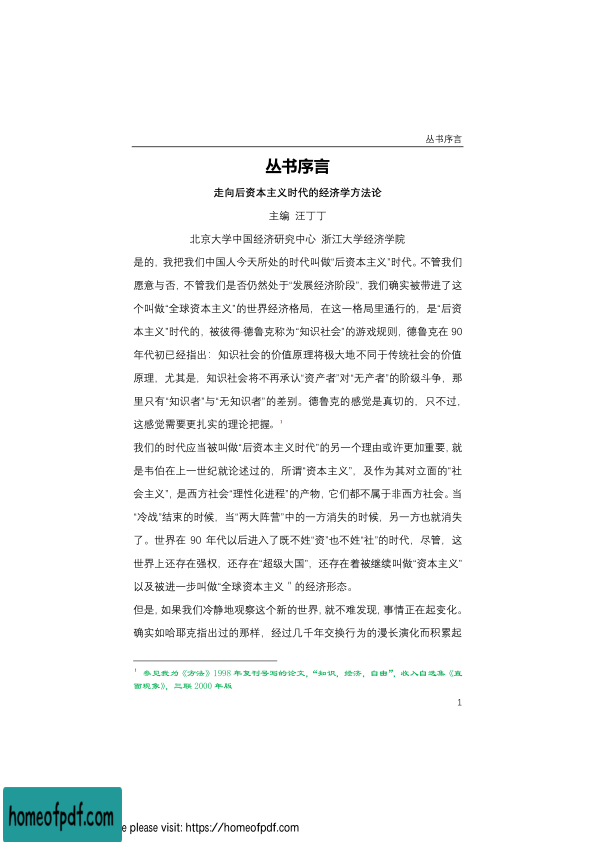 丛书序言
丛书序言
走向后资本主义时代的经济学方法论
主编 汪丁丁
北京大学中国经济研究中心 浙江大学经济学院
是的，我把我们中国人今天所处的时代叫做“后资本主义”时代。不管我们
愿意与否，不管我们是否仍然处于“发展经济阶段”，我们确实被带进了这
个叫做“全球资本主义”的世界经济格局，在这一格局里通行的，是“后资
本主义”时代的，被彼得·德鲁克称为“知识社会”的游戏规则，德鲁克在 90
年代初已经指出：知识社会的价值原理将极大地不同于传统社会的价值
原理，尤其是，知识社会将不再承认“资产者”对“无产者”的阶级斗争，那
里只有“知识者”与“无知识者”的差别。德鲁克的感觉是真切的，只不过，
这感觉需要更扎实的理论把握。1
我们的时代应当被叫做“后资本主义时代”的另一个理由或许更加重要，就
是韦伯在上一世纪就论述过的，所谓“资本主义”，及作为其对立面的“社
会主义”，是西方社会“理性化进程”的产物，它们都不属于非西方社会。当
“冷战”结束的时候，当“两大阵营”中的一方消失的时候，另一方也就消失
了。世界在 90 年代以后进入了既不姓“资”也不姓“社”的时代，尽管，这
世界上还存在强权，还存在“超级大国”，还存在着被继续叫做“资本主义”
以及被进一步叫做“全球资本主义＂的经济形态。
但是，如果我们冷静地观察这个新的世界，就不难发现，事情正在起变化。
确实如哈耶克指出过的那样，经过几千年交换行为的漫长演化而积累起
1 参见我为《方法》1998 年复刊号写的论文，“知识，经济，自由”，收入自选集《直
面现象》，三联 2000 年版
1
homeofpdf.com
e please visit: https://homeofpdf.com